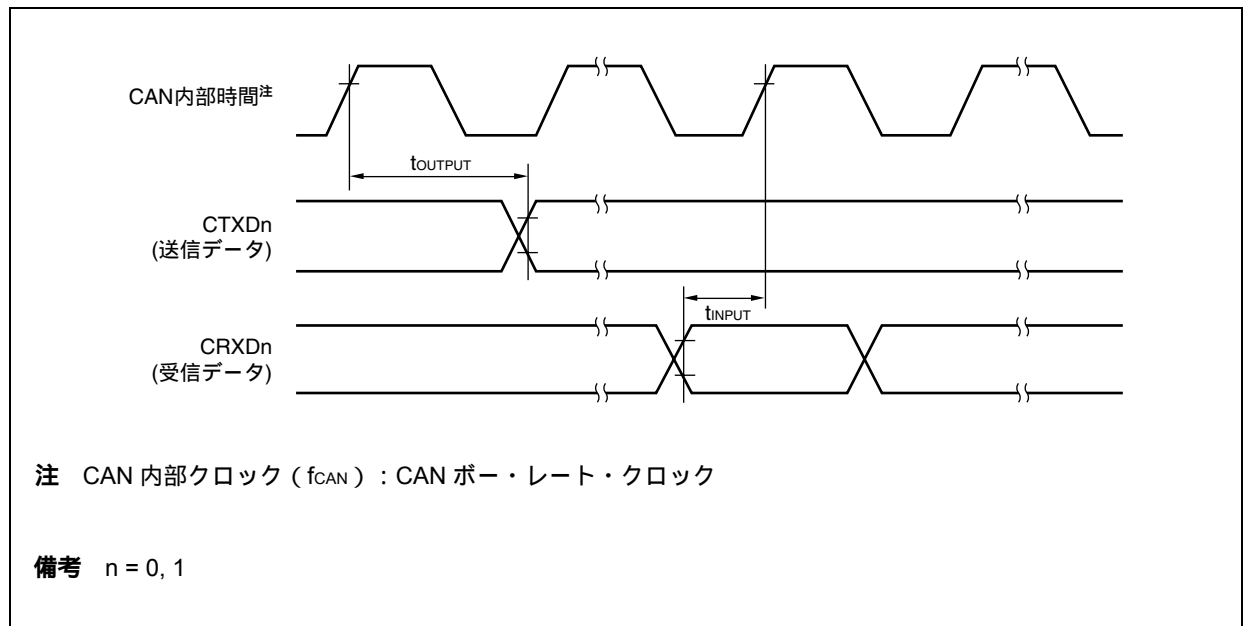 CAN内部時間注
tOUTPUT
CTXDn
(送信データ)
tINPUT
CRXDn
(受信データ)
注 CAN 内部クロック（fCAN）：CAN ボー・レート・クロック
備考 n = 0, 1